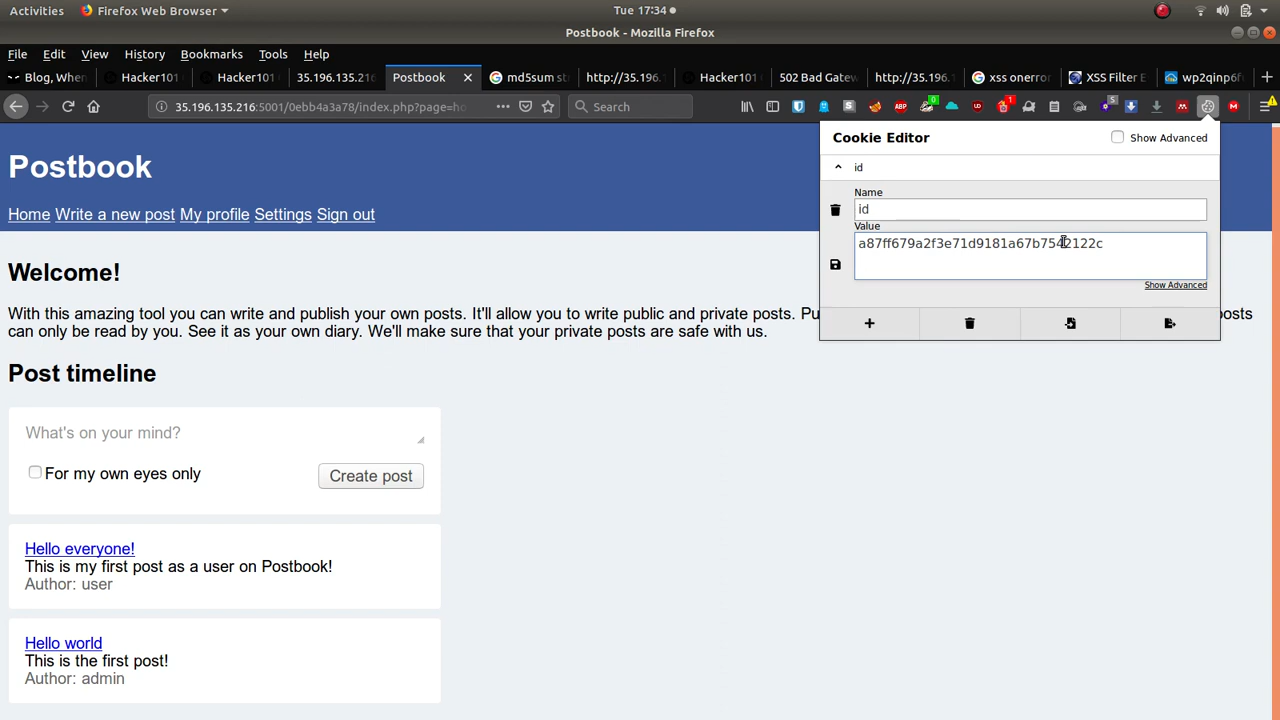 Activities Firefox Web Browser Tue 17:34
Postbook - Mozilla Firefox
File Edit View History Bookmarks Tools Help
Blog, When Hacker101 Hacker101 35.196.135.216 Postbook md5sum str http://35.196. Hacker101 502 Bad Gatew http://35.196. xss onerro XSS Filter E wp2qinp6f
35.196.135.216:5001/0ebb4a3a78/index.php?page=ho Search
Cookie Editor Show Advanced
id
Name
id
Value
a87ff679a2f3e71d9181a67b7542122c
Show Advanced
Postbook
Home Write a new post My profile Settings Sign out
Welcome!
With this amazing tool you can write and publish your own posts. It'll allow you to write public and private posts. Pu posts
can only be read by you. See it as your own diary. We'll make sure that your private posts are safe with us.
Post timeline
What's on your mind?
For my own eyes only Create post
Hello everyone!
This is my first post as a user on Postbook!
Author: user
Hello world
This is the first post!
Author: admin